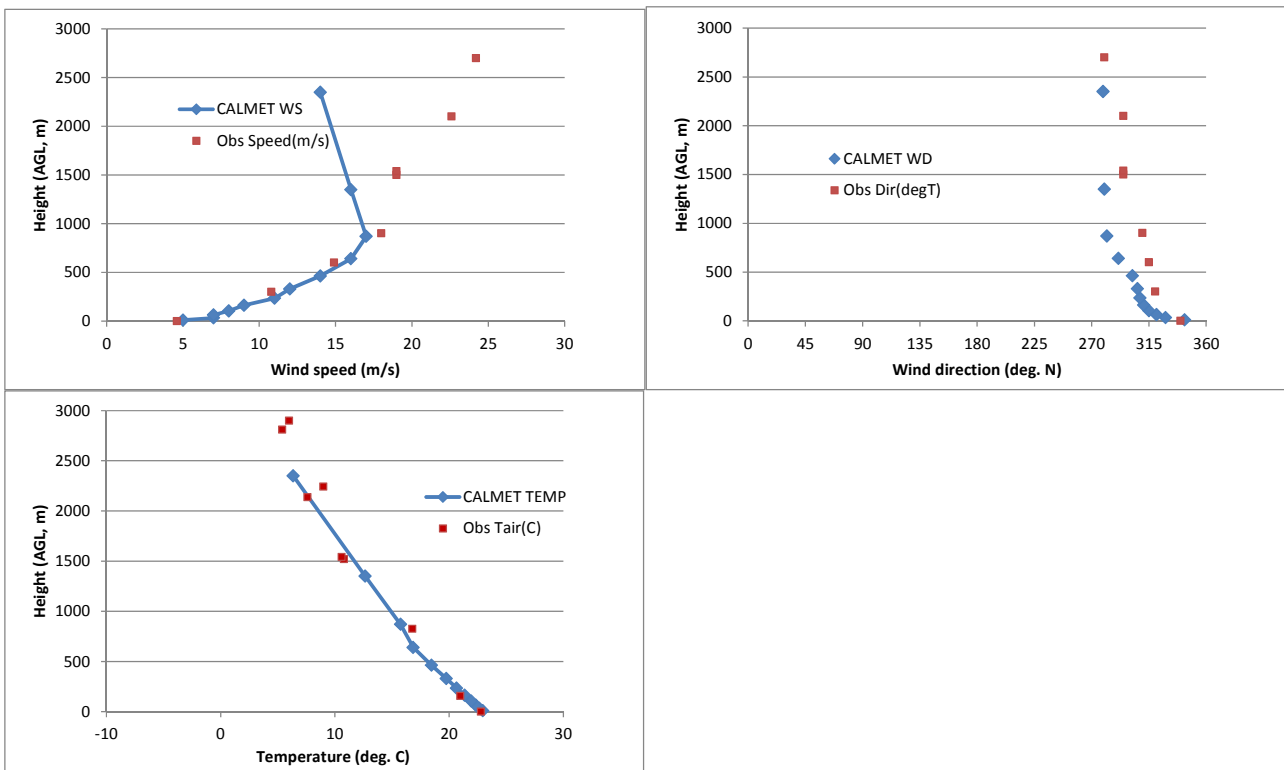 3000
2500
2000
1500
1000
500
0
Height (AGL, m)
CALMET WS
Obs Speed(m/s)
0 5 10 15 20 25 30
Wind speed (m/s)
3000
2500
2000
1500
1000
500
0
Height (AGL, m)
CALMET WD
Obs Dir(degT)
0 45 90 135 180 225 270 315 360
Wind direction (deg. N)
3000
2500
2000
1500
1000
500
0
Height (AGL, m)
CALMET TEMP
Obs Tair(C)
-10 0 10 20 30
Temperature (deg. C)